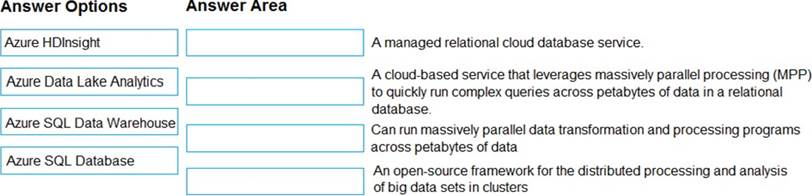 Answer Options
Answer Area
Azure HDInsight
A managed relational cloud database service.
Azure Data Lake Analytics
A cloud-based service that leverages massively parallel processing (MPP)
to quickly run complex queries across petabytes of data in a relational
database.
Azure SQL Data Warehouse
Can run massively parallel data transformation and processing programs
across petabytes of data
Azure SQL Database
An open-source framework for the distributed processing and analysis
of big data sets in clusters